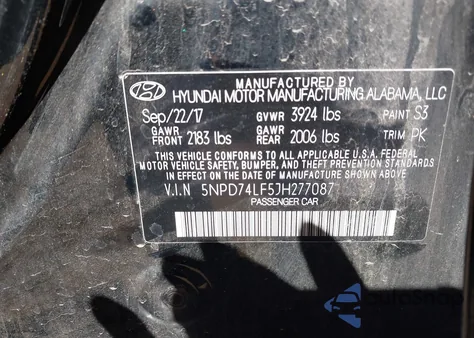 MANUFACTURED BY
HYUNDAI MOTOR MANUFACTURING ALABAMA, LLC
Sep/22/17 GVWR 3924 lbs PAINT S3
GAWR FRONT 2183 lbs GAWR REAR 2006 lbs TRIM PK
THIS VEHICLE CONFORMS TO ALL APPLICABLE U.S.A. FEDERAL
MOTOR VEHICLE SAFETY, BUMPER, AND THEFT PREVENTION STANDARDS
IN EFFECT ON THE DATE OF MANUFACTURE SHOWN ABOVE.
V.I.N 5NPD74LF5JH277087
PASSENGER CAR
AutoSnap